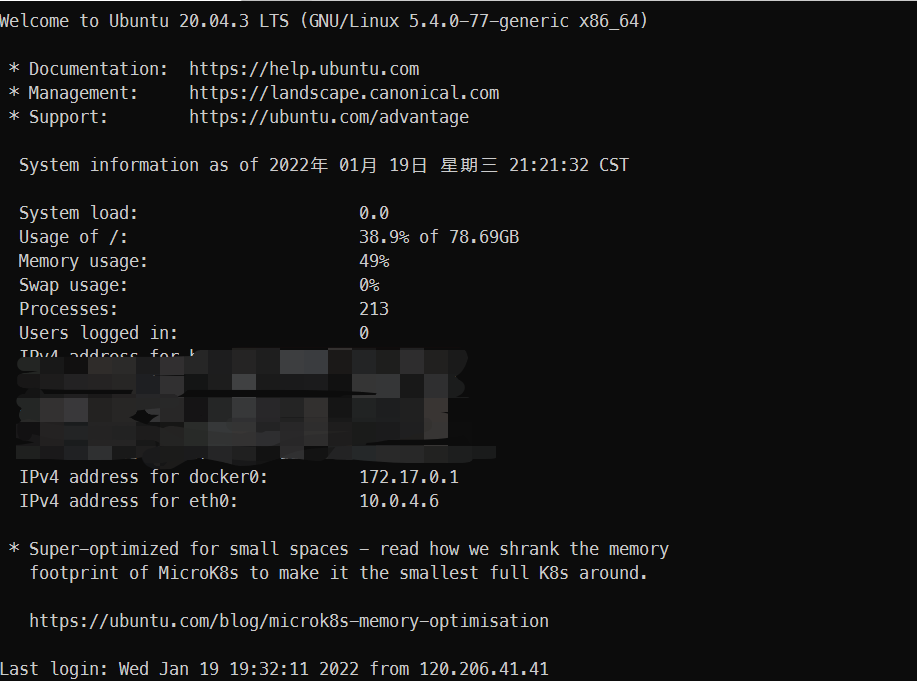 Welcome to Ubuntu 20.04.3 LTS (GNU/Linux 5.4.0-77-generic x86_64)
* Documentation: https://help.ubuntu.com
* Management: https://landscape.canonical.com
* Support: https://ubuntu.com/advantage
System information as of 2022年 01月 19日 星期三 21:21:32 CST
System load: 0.0
Usage of /: 38.9% of 78.69GB
Memory usage: 49%
Swap usage: 0%
Processes: 213
Users logged in: 0
IPv4 address for
IPv4 address for docker0: 172.17.0.1
IPv4 address for eth0: 10.0.4.6
* Super-optimized for small spaces - read how we shrank the memory
footprint of MicroK8s to make it the smallest full K8s around.
https://ubuntu.com/blog/microk8s-memory-optimisation
Last login: Wed Jan 19 19:32:11 2022 from 120.206.41.41